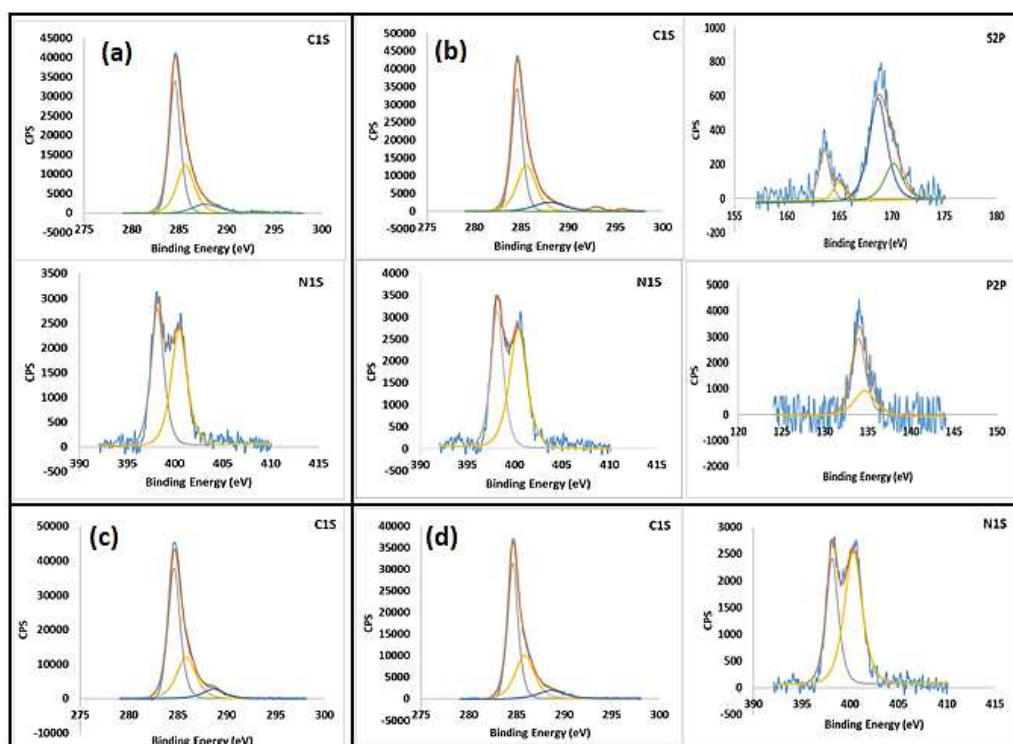 (a)
C1S
CPS
45000
40000
35000
30000
25000
20000
15000
10000
5000
0
-5000
275 280 285 290 295 300
Binding Energy (eV)
(b)
C1S
CPS
50000
45000
40000
35000
30000
25000
20000
15000
10000
5000
0
-5000
275 280 285 290 295 300
Binding Energy (eV)
S2P
CPS
1000
800
600
400
200
0
200
155 160 165 170 175 180
Binding Energy (eV)
N1S
CPS
3500
3000
2500
2000
1500
1000
500
0
-500
390 395 400 405 410 415
Binding Energy (eV)
N1S
CPS
4000
3500
3000
2500
2000
1500
1000
500
0
-500
390 395 400 405 410 415
Binding Energy (eV)
P2P
CPS
5000
4000
3000
2000
1000
0
-1000
-2000
120 125 130 135 140 145 150
Binding Energy (eV)
(c)
C1S
CPS
50000
40000
30000
20000
10000
0
-10000
275 280 285 290 295 300
Binding Energy (eV)
(d)
C1S
CPS
40000
35000
30000
25000
20000
15000
10000
5000
0
-5000
275 280 285 290 295 300
Binding Energy (eV)
N1S
CPS
3000
2500
2000
1500
1000
500
0
-500
390 395 400 405 410 415
Binding Energy (eV)